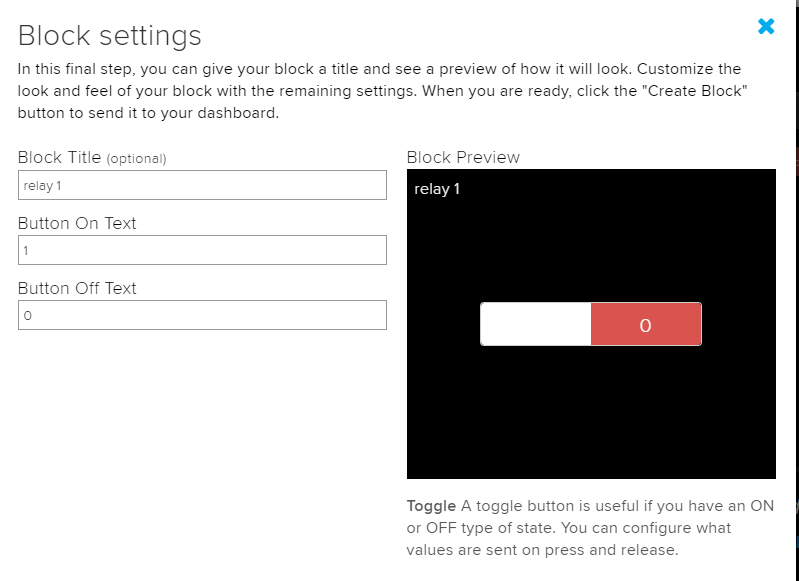 Block settings
In this final step, you can give your block a title and see a preview of how it will look. Customize the
look and feel of your block with the remaining settings. When you are ready, click the "Create Block"
button to send it to your dashboard.
Block Title (optional)
relay 1
Button On Text
1
Button Off Text
0
Block Preview
relay 1
0
Toggle A toggle button is useful if you have an ON
or OFF type of state. You can configure what
values are sent on press and release.